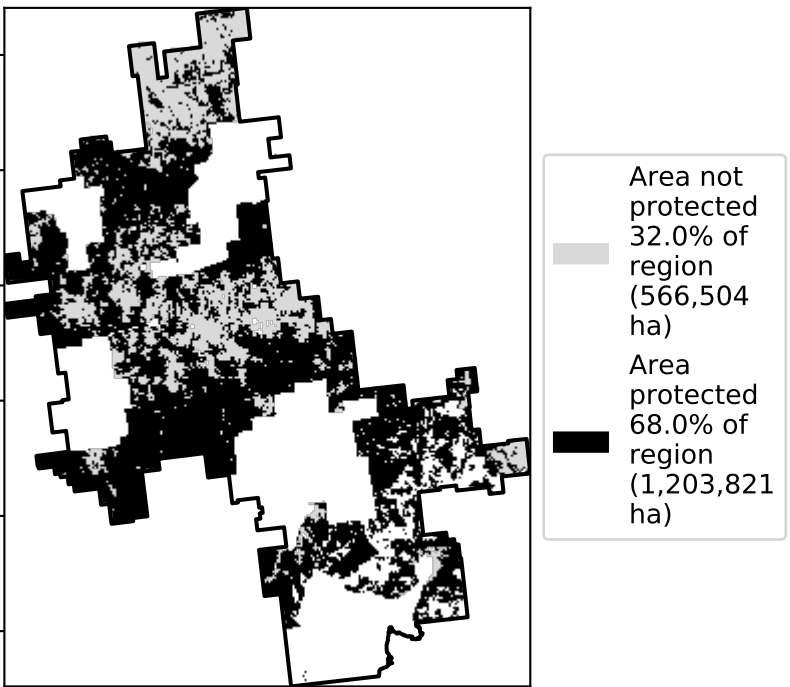 Area not
protected
32.0% of
region
(566,504
ha)
Area
protected
68.0% of
region
(1,203,821
ha)